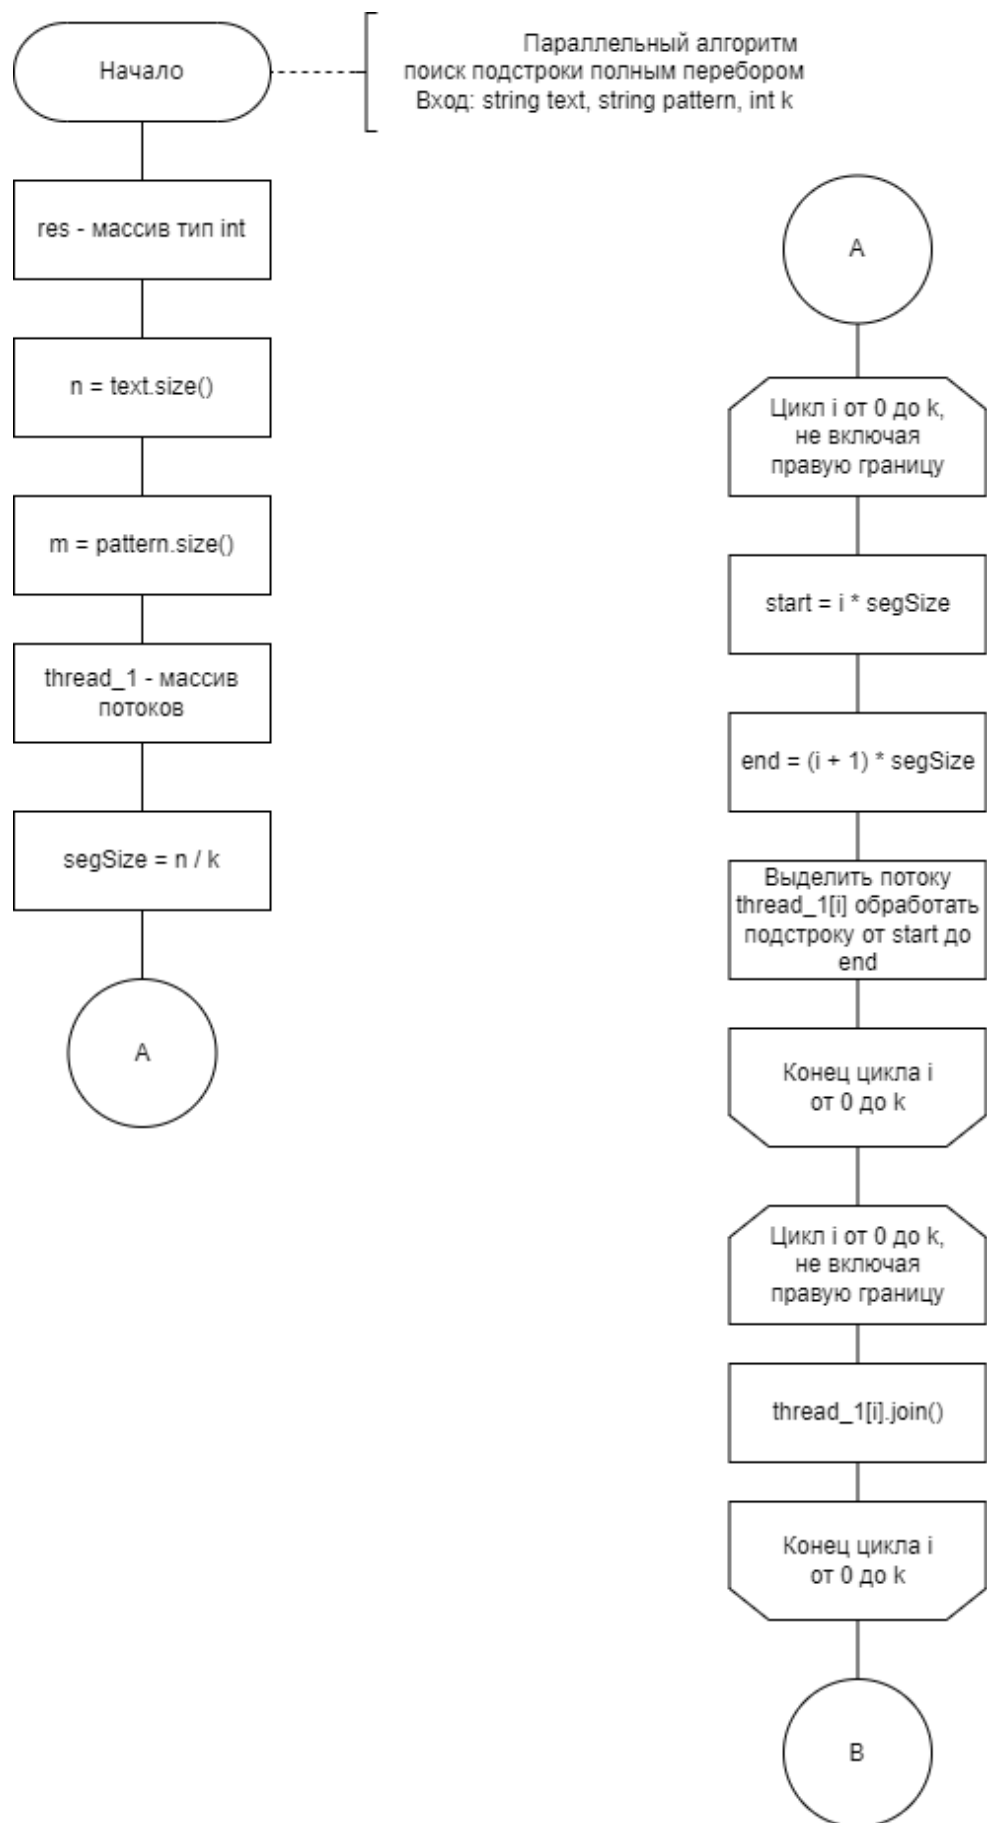 Начало
Параллельный алгоритм
поиск подстроки полным перебором
Вход: string text, string pattern, int k
res - массив тип int
n = text.size()
m = pattern.size()
thread_1 - массив
потоков
segSize = n / k
A
A
Цикл i от 0 до k,
не включая
правую границу
start = i * segSize
end = (i + 1) * segSize
Выделить потоку
thread_1[i] обработать
подстроку от start до
end
Конец цикла i
от 0 до k
Цикл i от 0 до k,
не включая
правую границу
thread_1[i].join()
Конец цикла i
от 0 до k
B